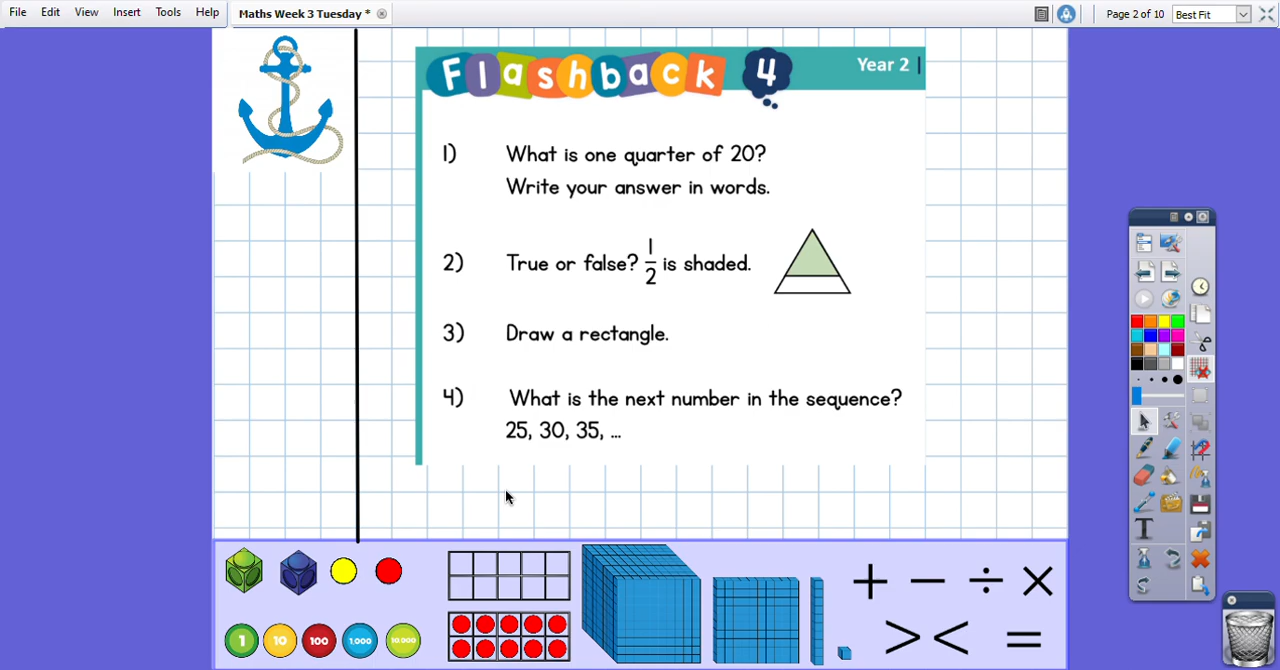 File Edit View Insert Tools Help Maths Week 3 Tuesday * Page 2 of 10 Best Fit
Flashback 4 Year 2
1) What is one quarter of 20?
Write your answer in words.
2) True or false? 1/2 is shaded.
3) Draw a rectangle.
4) What is the next number in the sequence?
25, 30, 35, ...
+ − ÷ ×
1 10 100 1,000 10,000 > < =
T